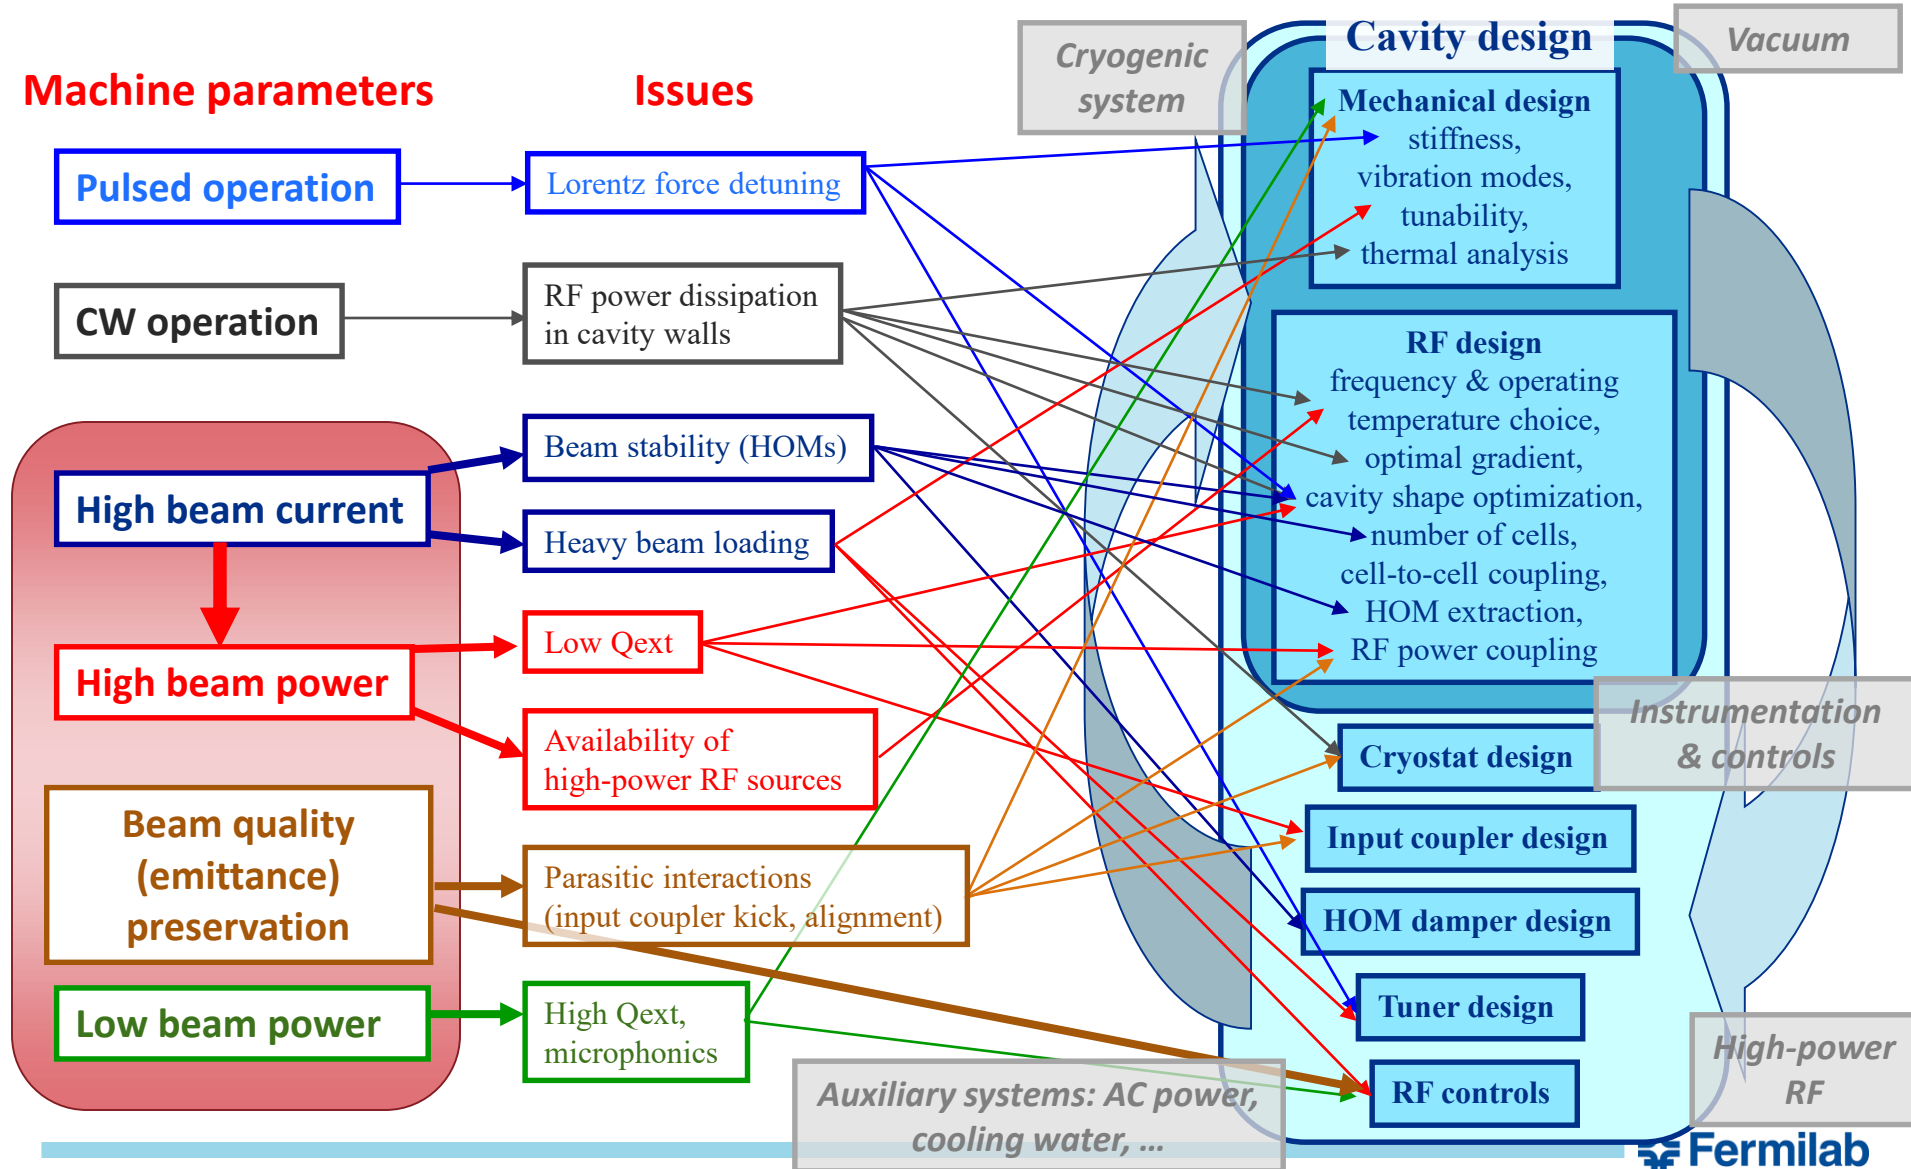 Machine parameters
Issues
Pulsed operation
CW operation
High beam current
High beam power
Beam quality
(emittance)
preservation
Low beam power
Lorentz force detuning
RF power dissipation
in cavity walls
Beam stability (HOMs)
Heavy beam loading
Low Qext
Availability of
high-power RF sources
Parasitic interactions
(input coupler kick, alignment)
High Qext,
microphonics
Cryogenic
system
Cavity design
Vacuum
Mechanical design
stiffness,
vibration modes,
tunability,
thermal analysis
RF design
frequency & operating
temperature choice,
optimal gradient,
cavity shape optimization,
number of cells,
cell-to-cell coupling,
HOM extraction,
RF power coupling
Instrumentation
& controls
Cryostat design
Input coupler design
HOM damper design
Tuner design
RF controls
High-power
RF
Auxiliary systems: AC power,
cooling water, ...
Fermilab